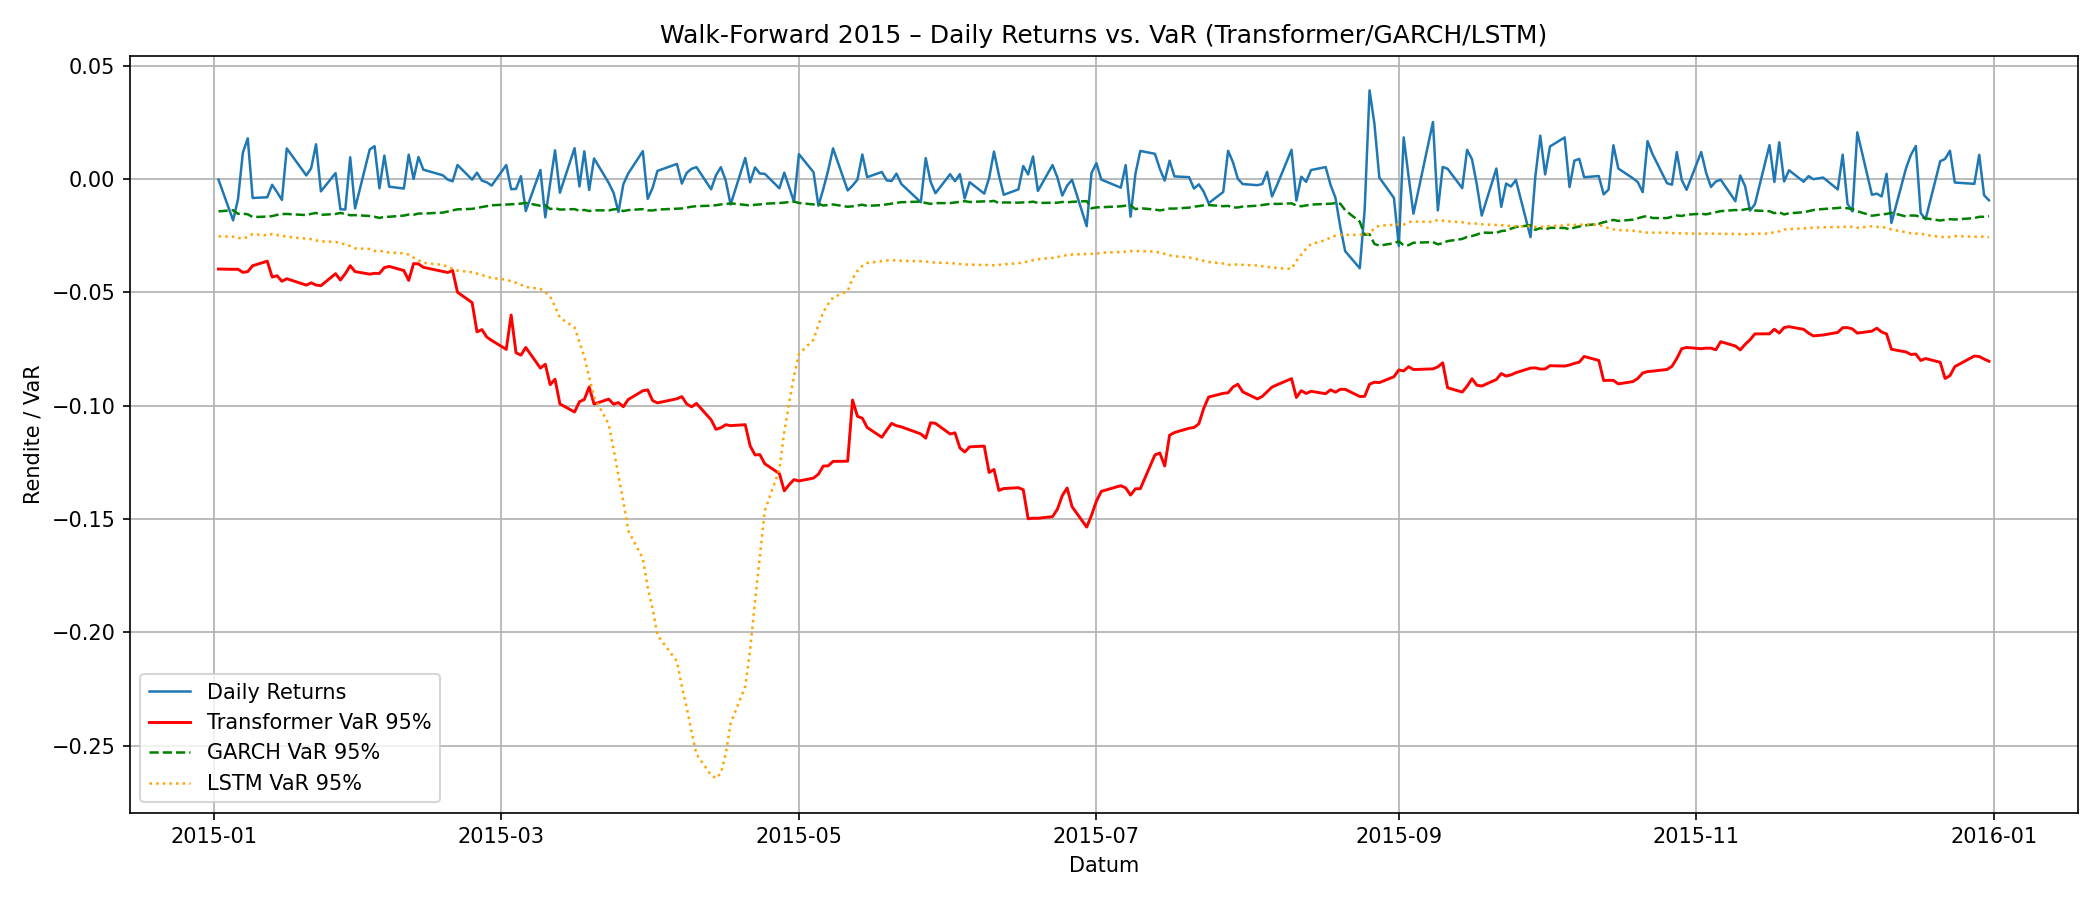 Walk-Forward 2015 – Daily Returns vs. VaR (Transformer/GARCH/LSTM)
Rendite / VaR
0.05
0.00
−0.05
−0.10
−0.15
−0.20
−0.25
Daily Returns
Transformer VaR 95%
GARCH VaR 95%
LSTM VaR 95%
2015-01
2015-03
2015-05
2015-07
2015-09
2015-11
2016-01
Datum